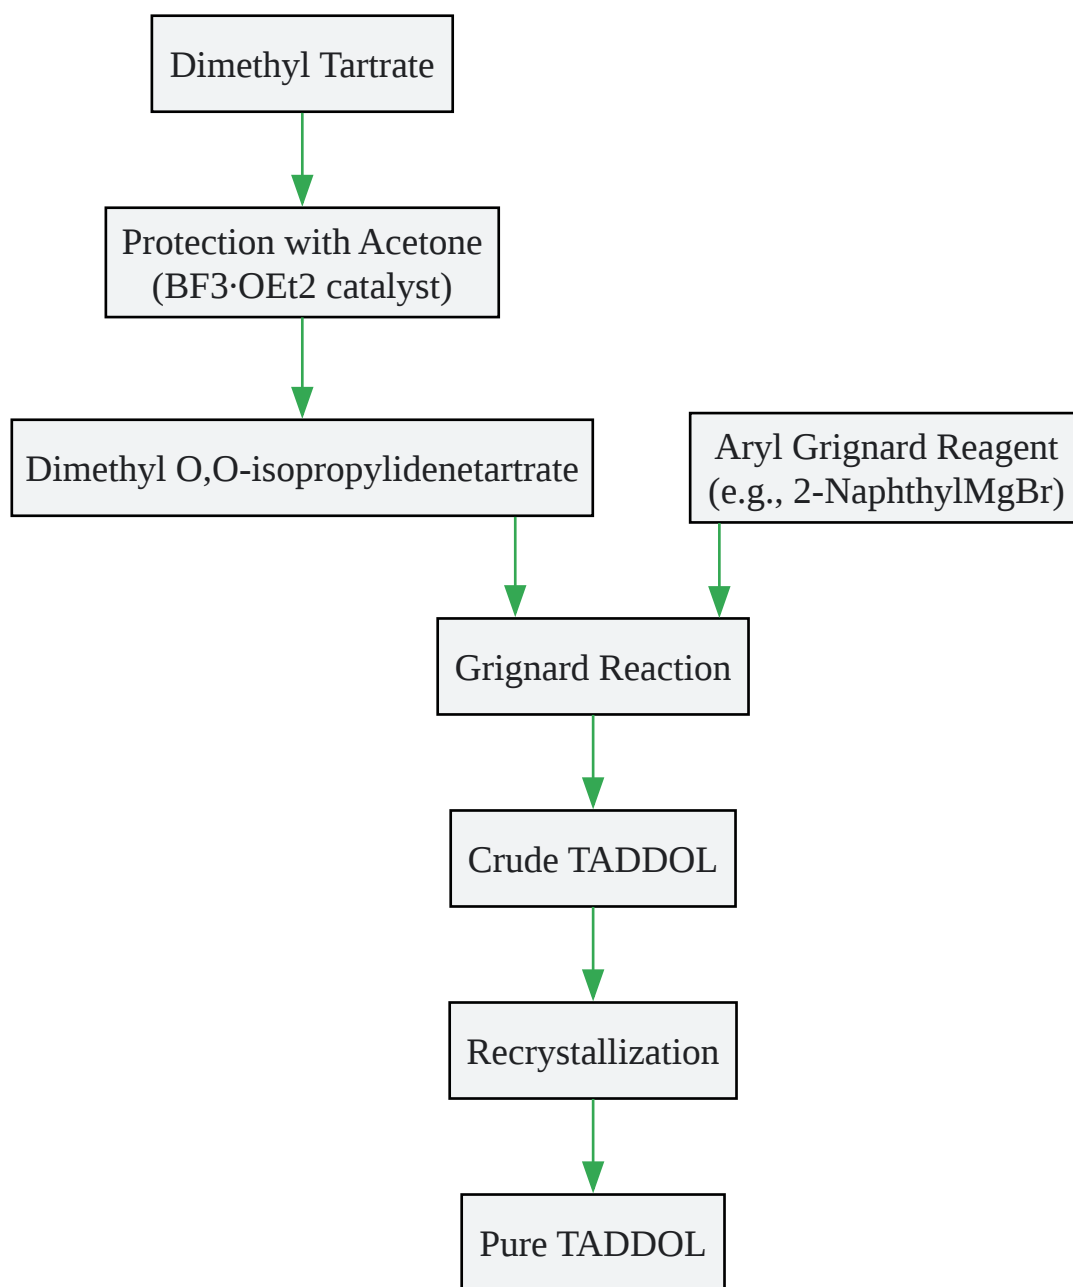 Dimethyl Tartrate
Protection with Acetone
(BF3·OEt2 catalyst)
Dimethyl O,O-isopropylidenetartrate
Aryl Grignard Reagent
(e.g., 2-NaphthylMgBr)
Grignard Reaction
Crude TADDOL
Recrystallization
Pure TADDOL